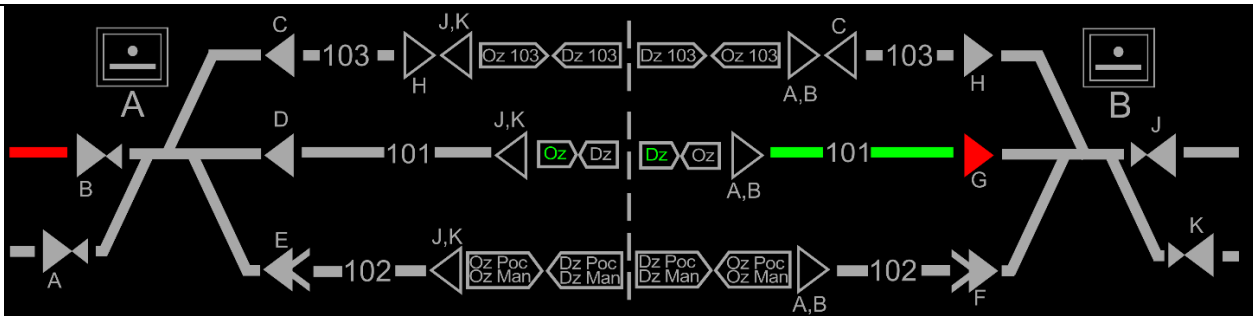 C
103
H
J,K
Oz 103
Dz 103
Dz 103
Oz 103
A,B
C
103
H
A
B
B
D
101
J,K
Oz
Dz
Dz
Oz
A,B
101
G
J
A
E
102
J,K
Oz Poc
Oz Man
Dz Poc
Dz Man
Dz Poc
Dz Man
Oz Poc
Oz Man
A,B
102
F
K